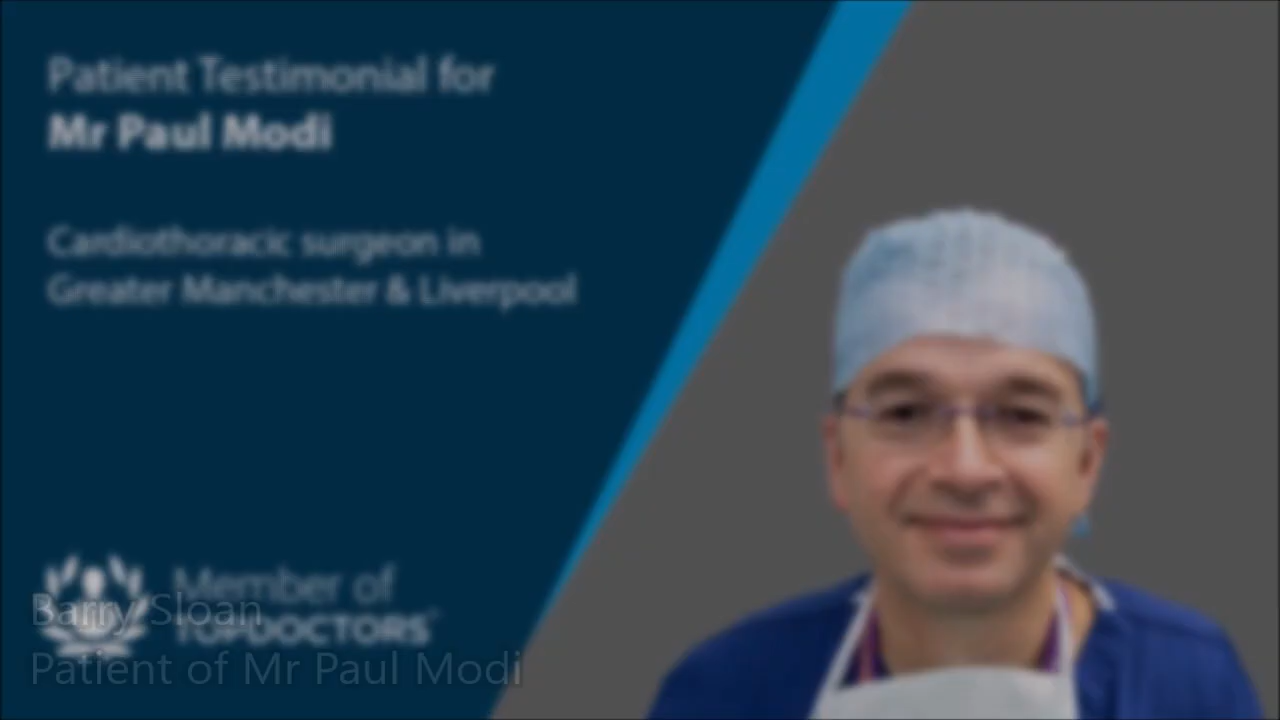 Patient Testimonial for
Mr Paul Modi
Cardiothoracic surgeon in
Greater Manchester & Liverpool
Member of
TOPDOCTORS
Barry Sloan
Patient of Mr Paul Modi